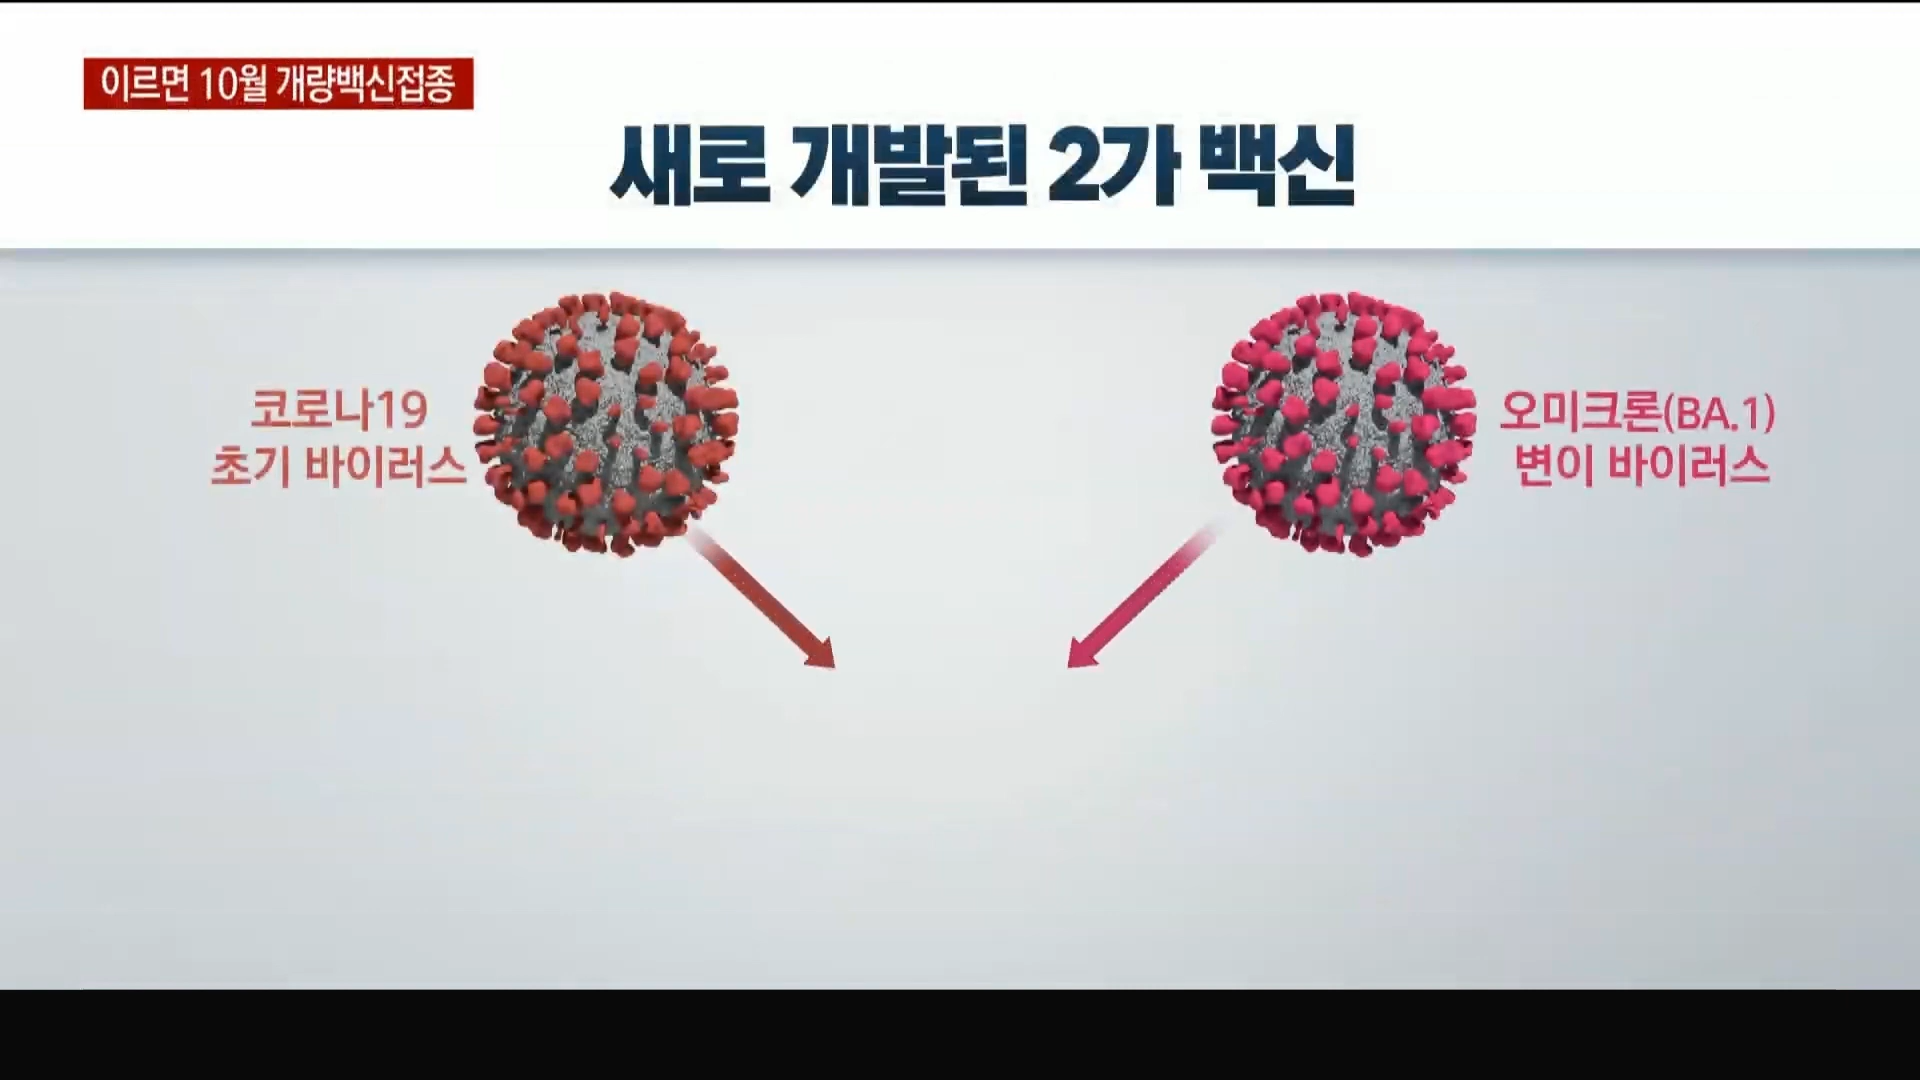 이르면 10월 개량백신접종
새로 개발된 2가 백신
코로나19
초기 바이러스
오미크론(BA.1)
변이 바이러스